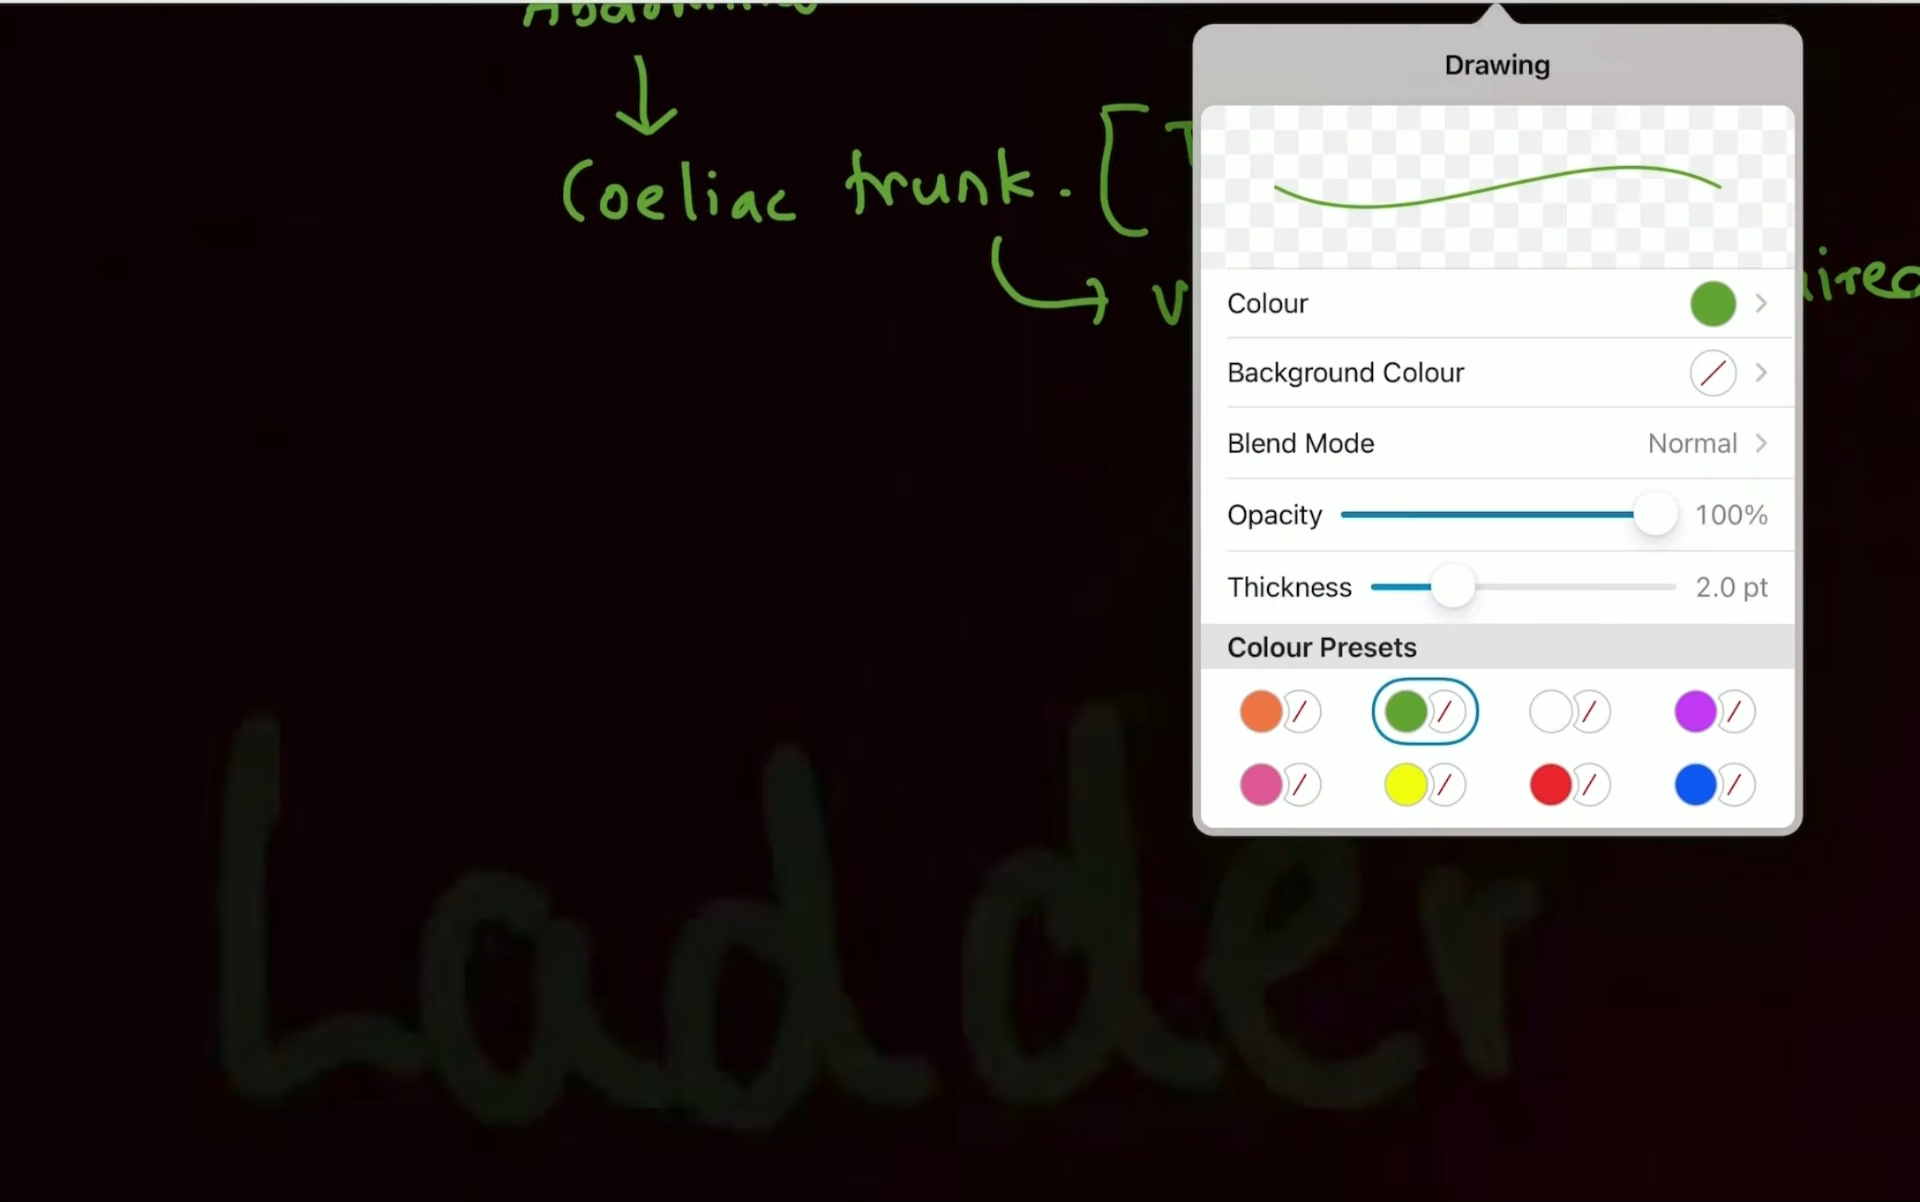 Coeliac trunk. [
Drawing
Colour
Background Colour
Blend Mode Normal
Opacity 100%
Thickness 2.0 pt
Colour Presets
Ladder